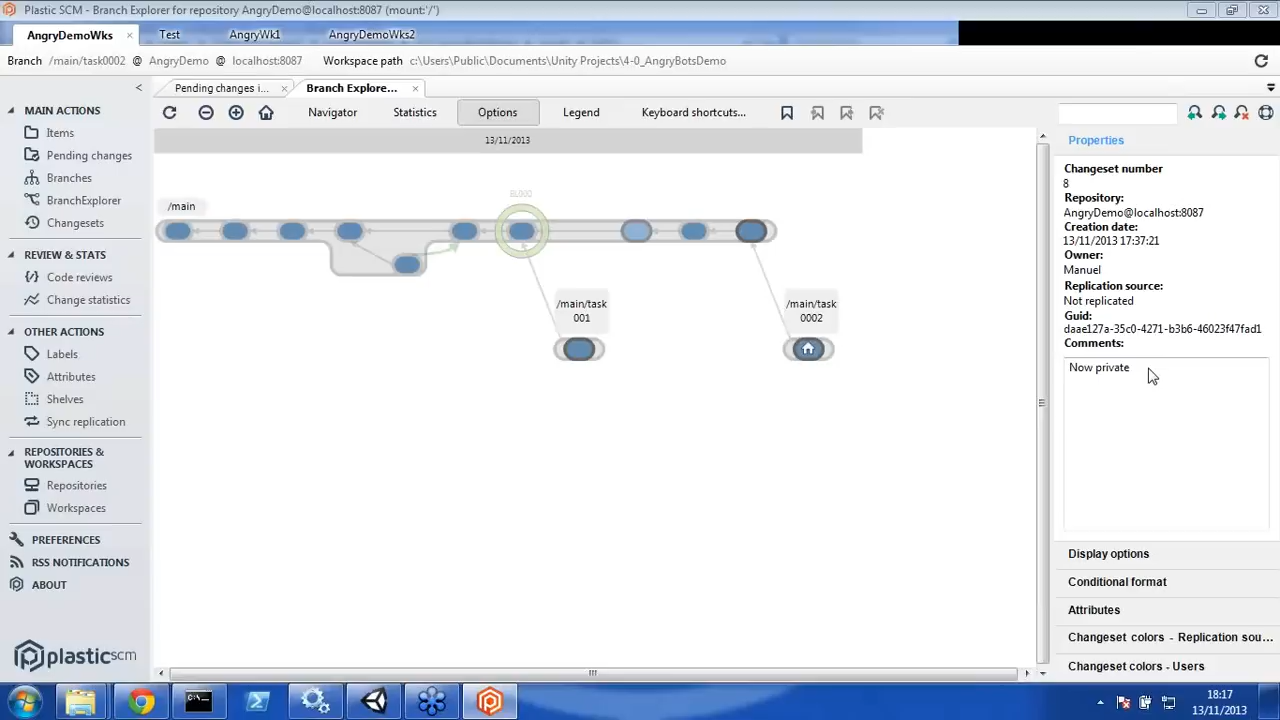 Plastic SCM - Branch Explorer for repository AngryDemo@localhost:8087 (mount:'/')
AngryDemoWks × Test AngryWk1 AngryDemoWks2
Branch /main/task0002 @ AngryDemo @ localhost:8087 Workspace path c:\Users\Public\Documents\Unity Projects\4-0_AngryBotsDemo
Pending changes i... × Branch Explore... ×
Navigator Statistics Options Legend Keyboard shortcuts...
MAIN ACTIONS
Items
Pending changes
Branches
BranchExplorer
Changesets
REVIEW & STATS
Code reviews
Change statistics
OTHER ACTIONS
Labels
Attributes
Shelves
Sync replication
REPOSITORIES &
WORKSPACES
Repositories
Workspaces
PREFERENCES
RSS NOTIFICATIONS
ABOUT
plasticscm
13/11/2013
/main
/main/task
001
/main/task
0002
Properties
Changeset number
8
Repository:
AngryDemo@localhost:8087
Creation date:
13/11/2013 17:37:21
Owner:
Manuel
Replication source:
Not replicated
Guid:
daae127a-35c0-4271-b3b6-46023f47fad1
Comments:
Now private
Display options
Conditional format
Attributes
Changeset colors - Replication sou...
Changeset colors - Users
18:17
13/11/2013